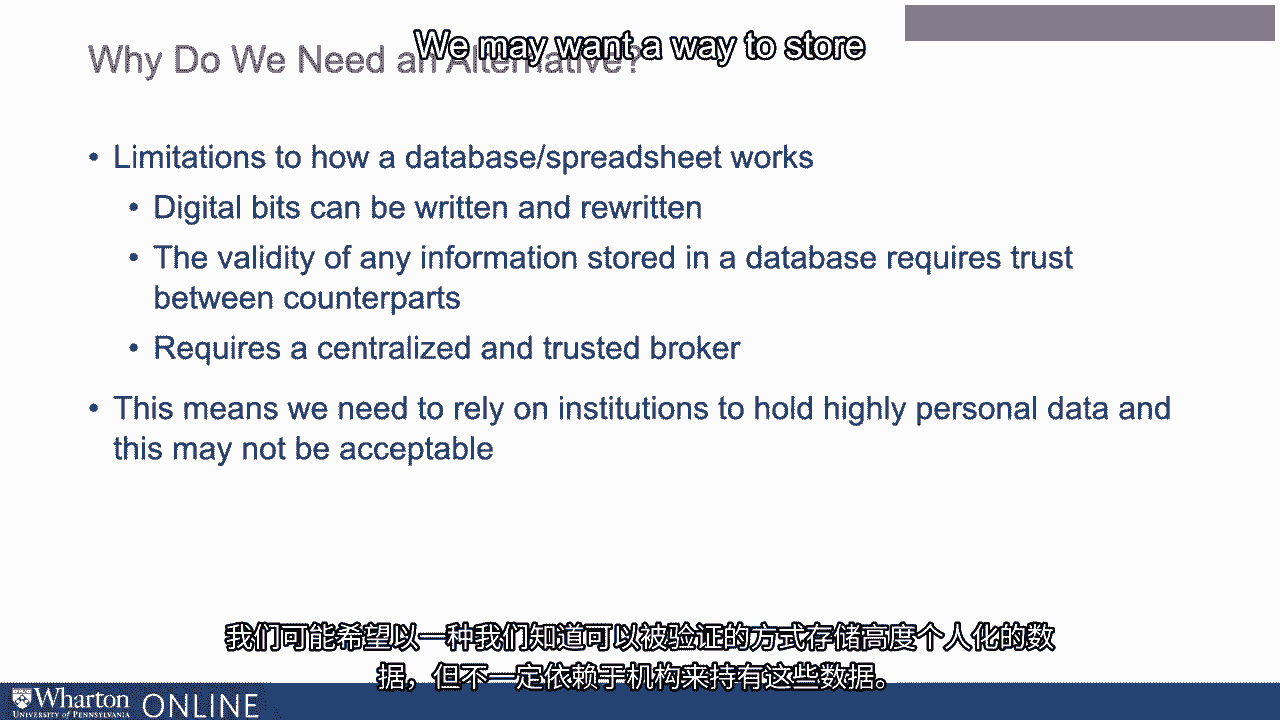 We may want a way to store
Why Do We Need an Alternative?
• Limitations to how a database/spreadsheet works
• Digital bits can be written and rewritten
• The validity of any information stored in a database requires trust
between counterparts
• Requires a centralized and trusted broker
• This means we need to rely on institutions to hold highly personal data and
this may not be acceptable
我们可能希望以一种我们知道可以被验证的方式存储高度个人化的数
据，但不一定依赖于机构来持有这些数据。
Wharton ONLINE
UNIVERSITY of PENNSYLVANIA